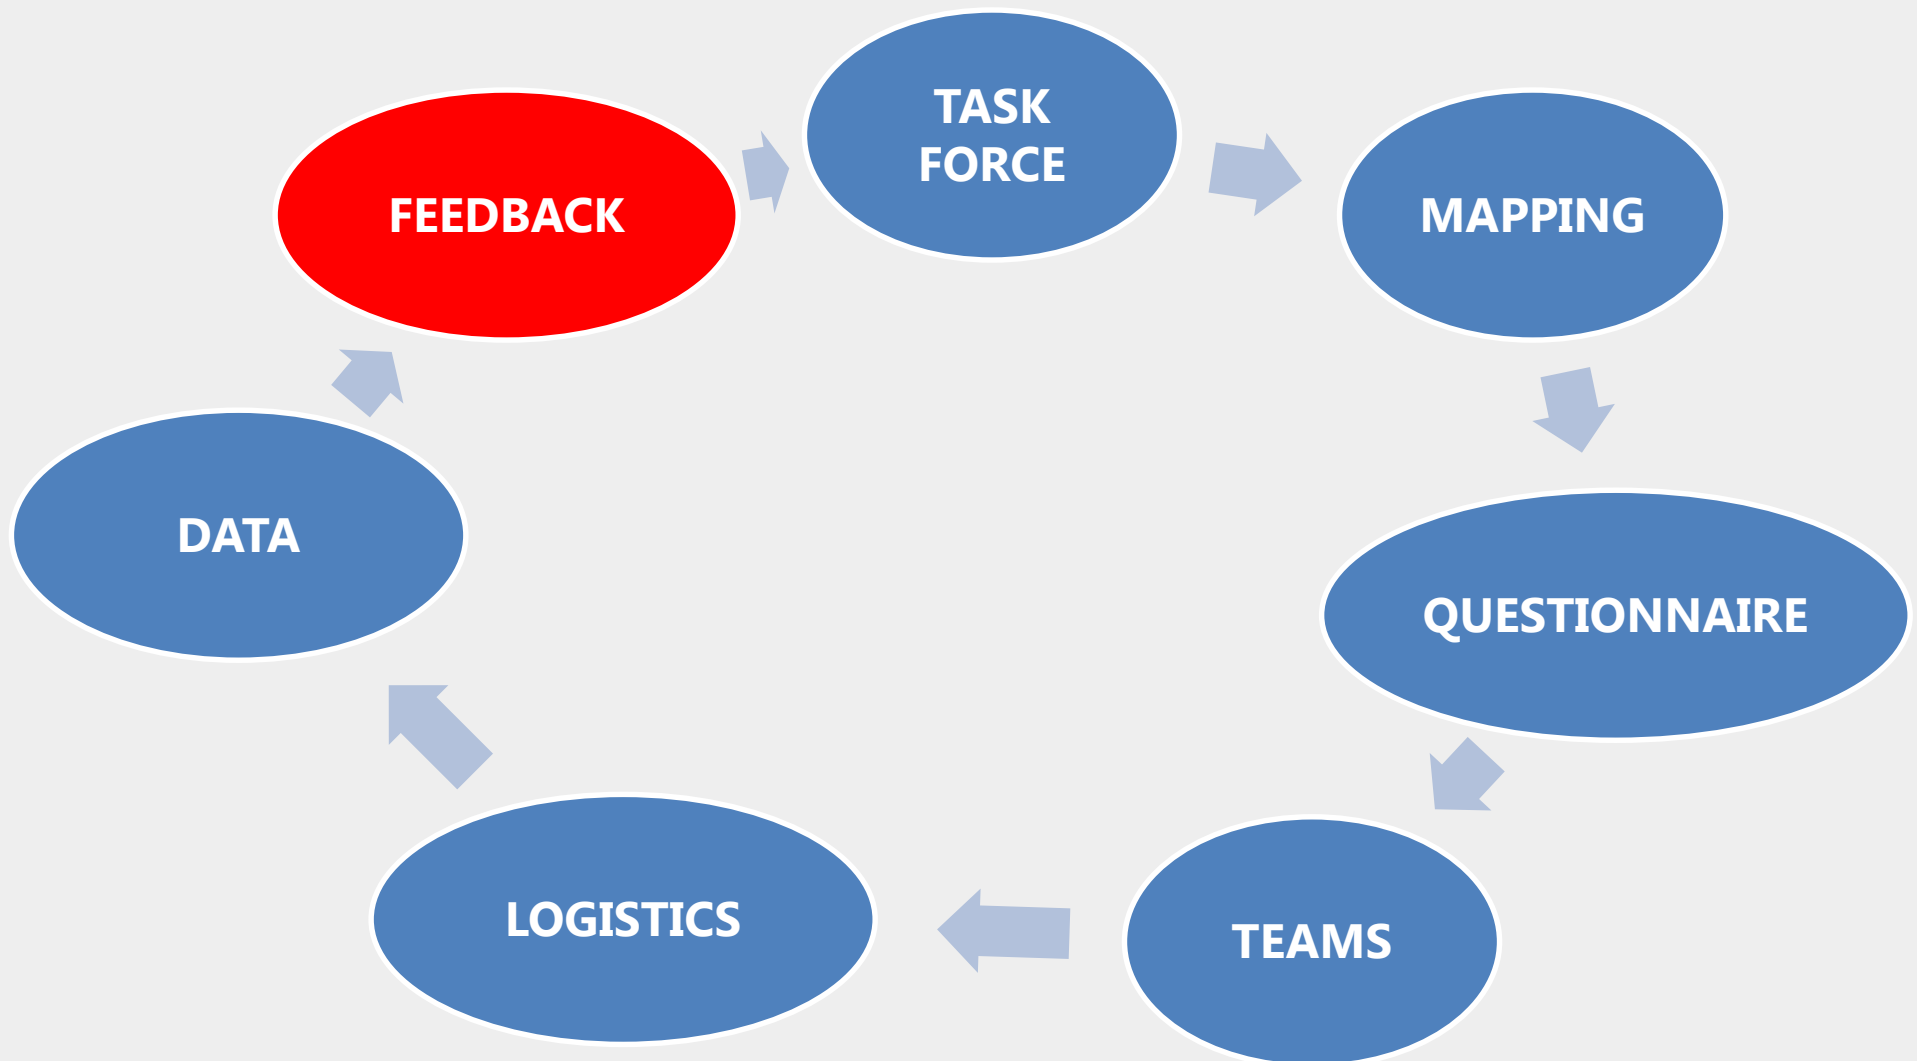 TASK
FORCE
MAPPING
QUESTIONNAIRE
TEAMS
LOGISTICS
DATA
FEEDBACK